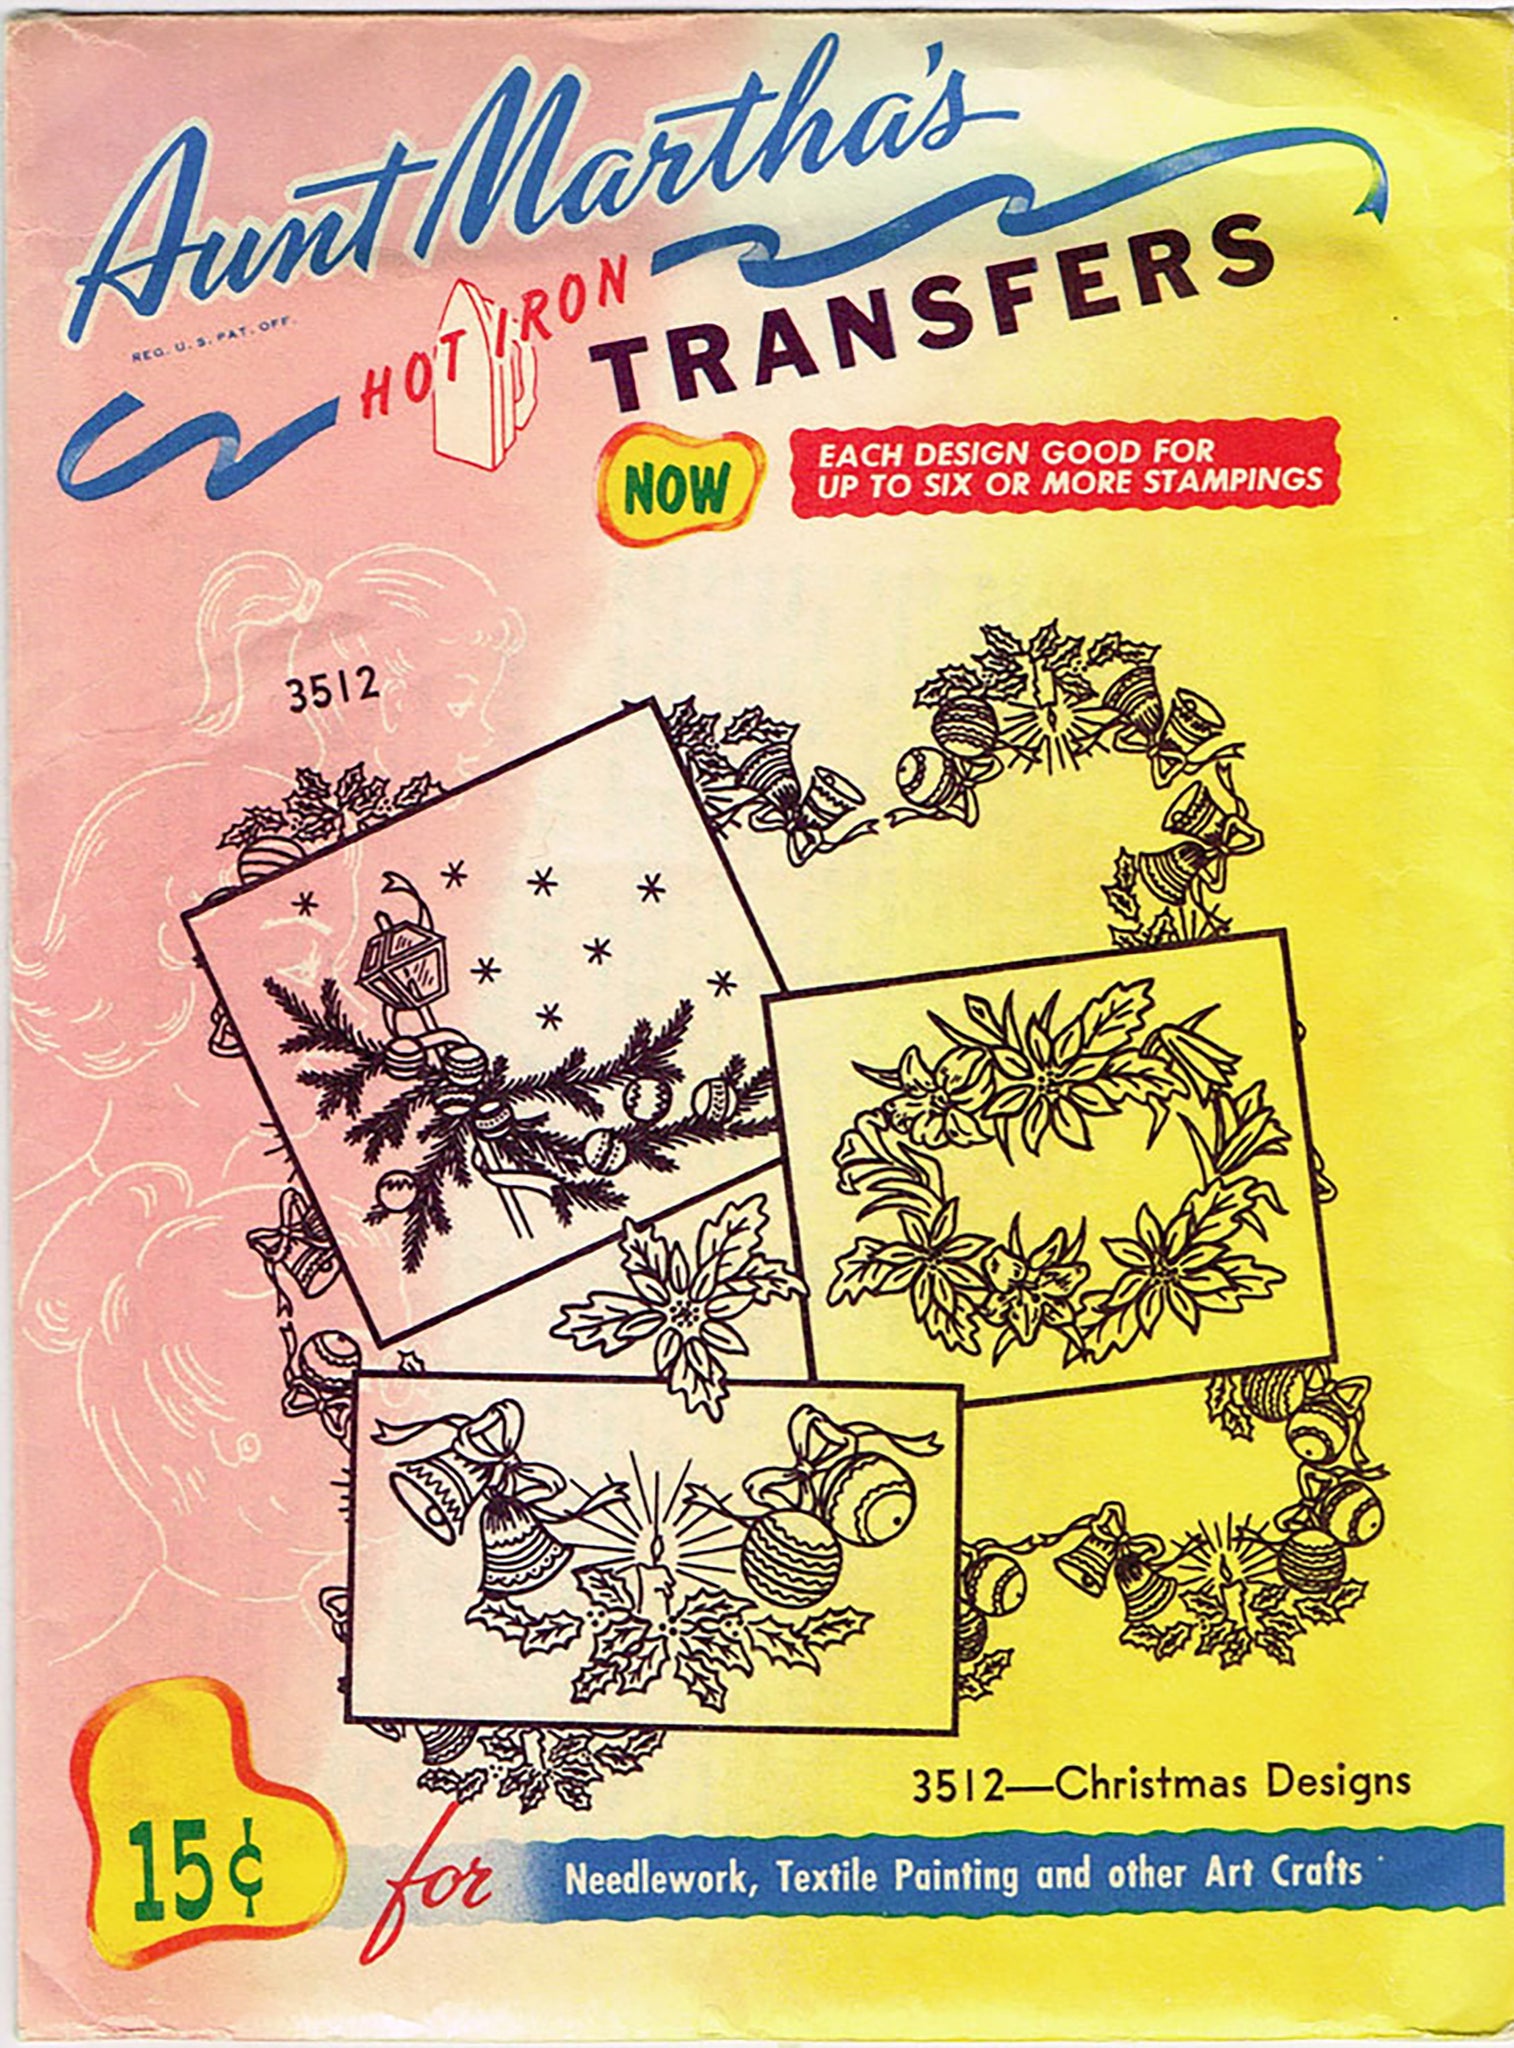 Aunt Martha's
REG. U. S. PAT. OFF.
HOT IRON
TRANSFERS
NOW
EACH DESIGN GOOD FOR
UP TO SIX OR MORE STAMPINGS
3512
3512—Christmas Designs
15¢
for
Needlework, Textile Painting and other Art Crafts